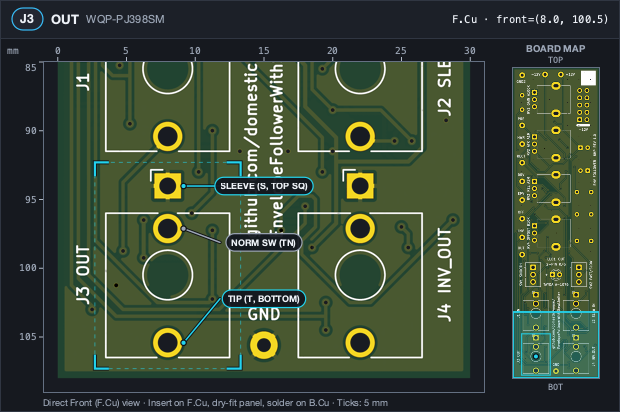 J3 OUT WQP-PJ398SM
F.Cu · front=(8.0, 100.5)
mm 0 5 10 15 20 25 30
85
90
95
100
105
J1
J2 SLE
github.com/domestic
EnvelopeFollowerWith
SLEEVE (S, TOP SQ)
NORM SW (TN)
TIP (T, BOTTOM)
J3 OUT
J4 INV_OUT
GND
BOARD MAP
TOP
BOT
Direct Front (F.Cu) view · Insert on F.Cu, dry-fit panel, solder on B.Cu · Ticks: 5 mm